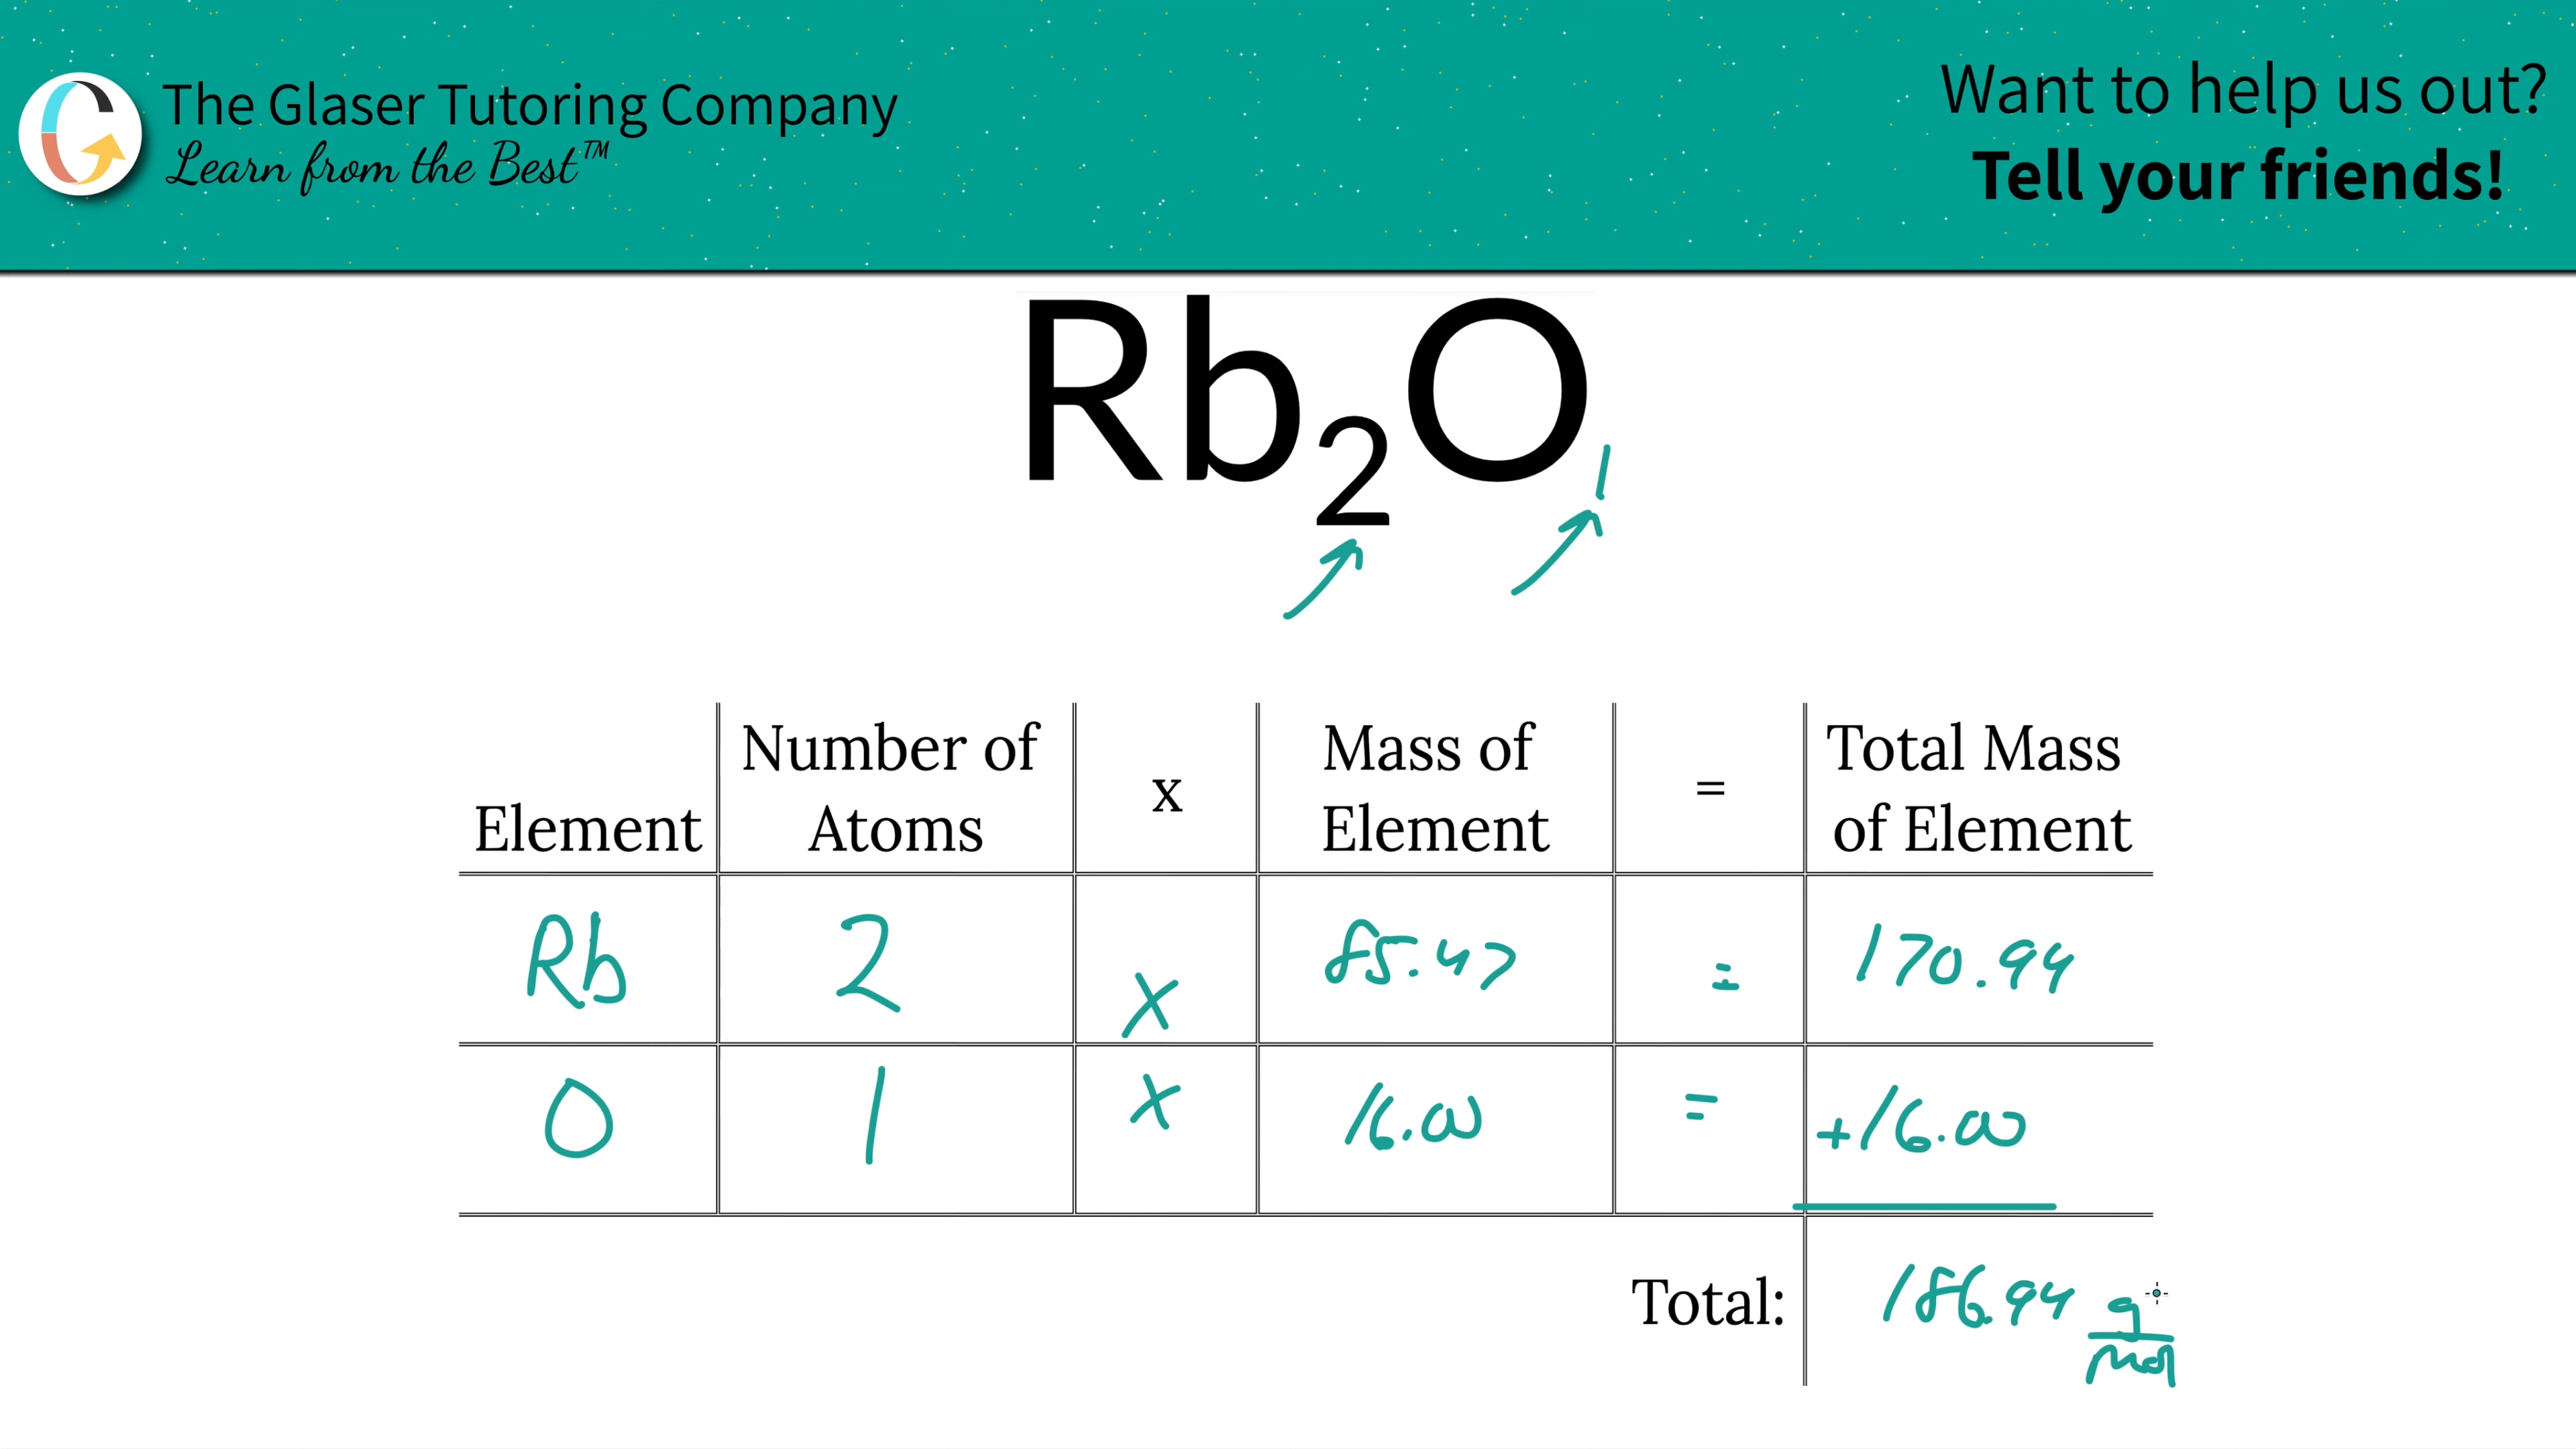 The Glaser Tutoring Company
Learn from the Best™
Want to help us out?
Tell your friends!
Rb₂O₁
Element | Number of Atoms | x | Mass of Element | = | Total Mass of Element
Rb | 2 | x | 85.47 | = | 170.94
O | 1 | x | 16.00 | = | +16.00
Total: | 186.94 g/mol